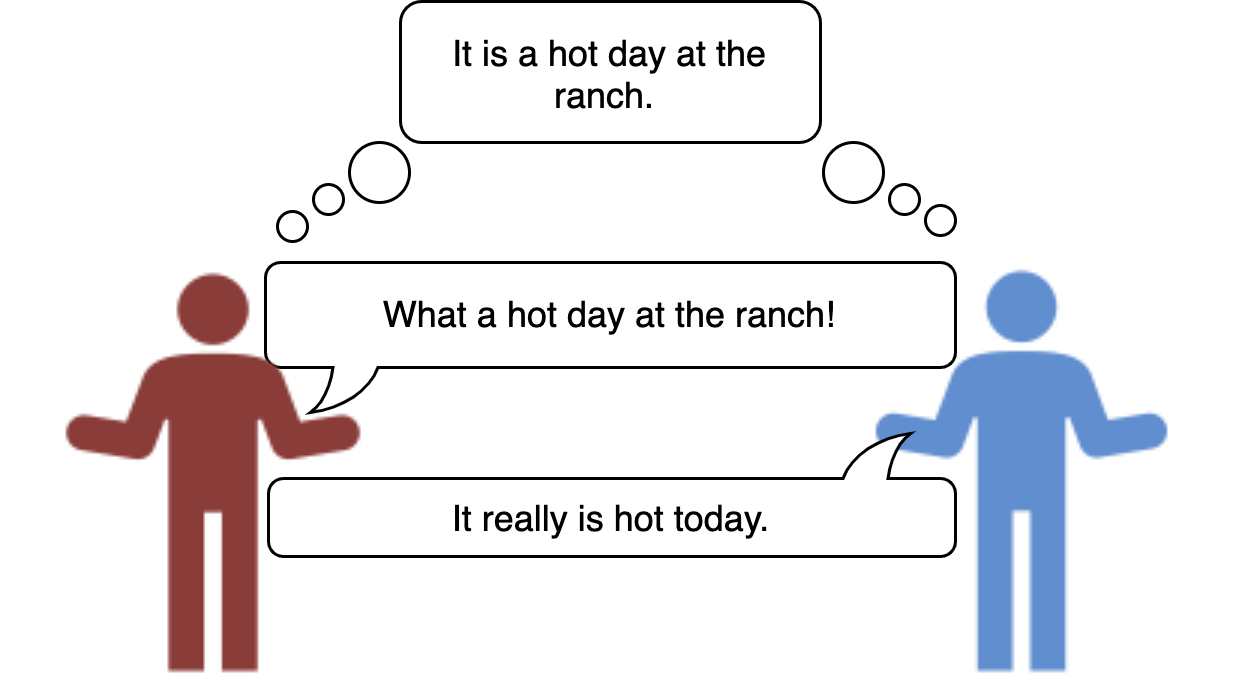 It is a hot day at the
ranch.
What a hot day at the ranch!
It really is hot today.